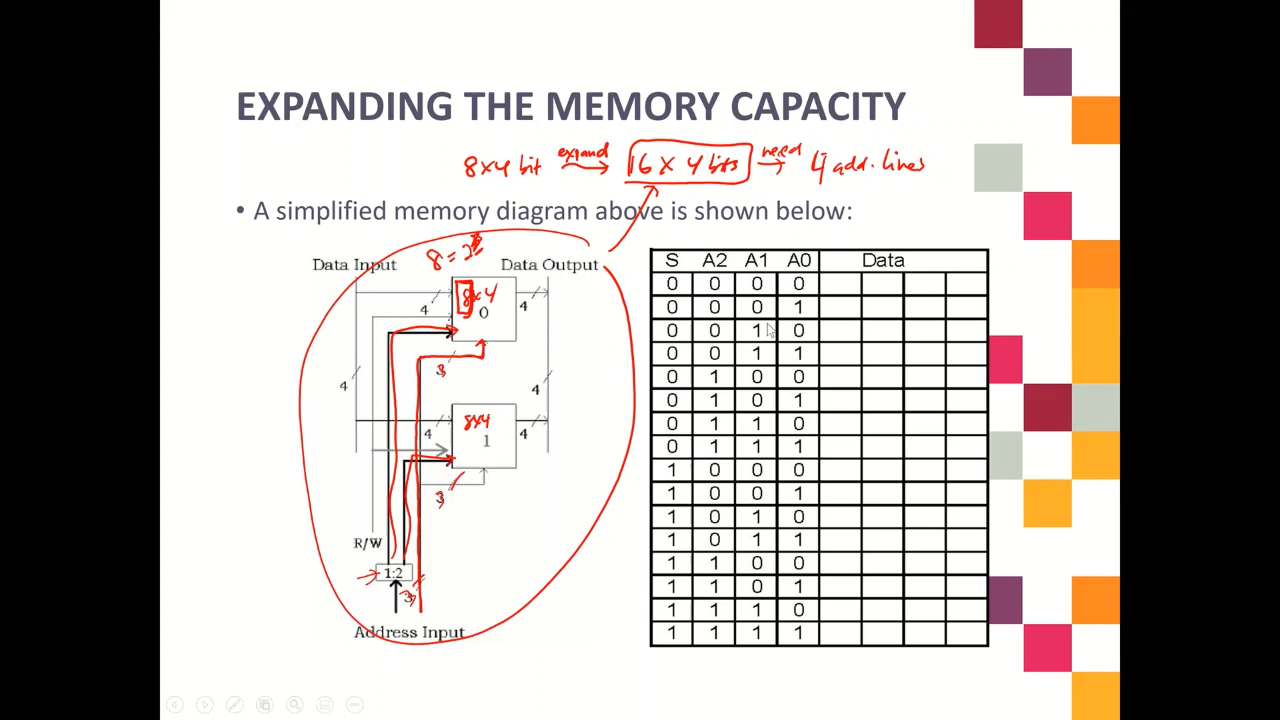 EXPANDING THE MEMORY CAPACITY
8x4 bit expand 16 x 4 bits need 4 add. lines
• A simplified memory diagram above is shown below:
Data Input
Data Output
8 = 2
8x4
0
4
4
3
4
4
8x4
1
4
4
3
R/W
1:2
3
Address Input
S A2 A1 A0 Data
0 0 0 0
0 0 0 1
0 0 1 0
0 0 1 1
0 1 0 0
0 1 0 1
0 1 1 0
0 1 1 1
1 0 0 0
1 0 0 1
1 0 1 0
1 0 1 1
1 1 0 0
1 1 0 1
1 1 1 0
1 1 1 1